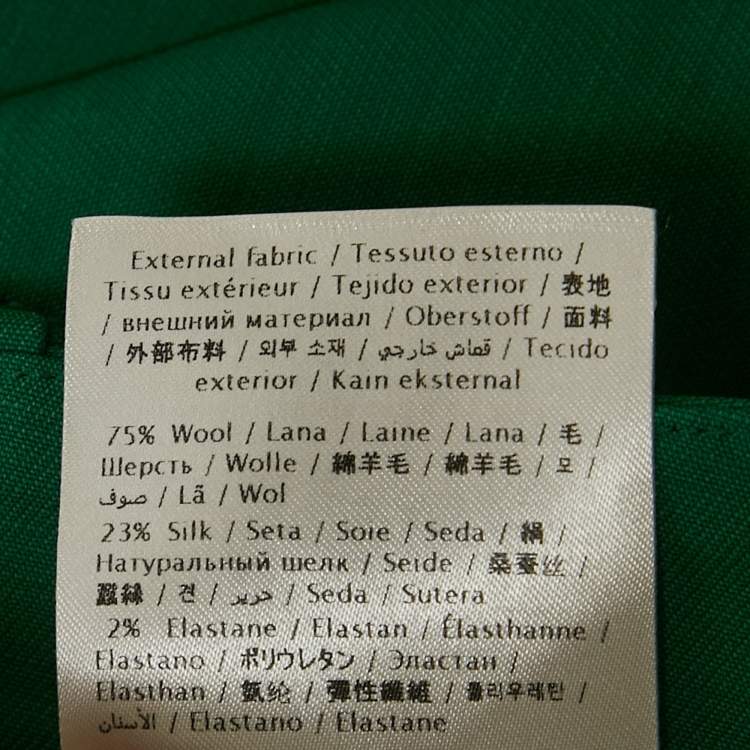 External fabric / Tessuto esterno /
Tissu extérieur / Tejido exterior / 表地
/ внешний материал / Oberstoff / 面料
/ 外部布料 / 외부 소재 / قماش خارجي / Tecido
exterior / Kain eksternal
75% Wool / Lana / Laine / Lana / 毛 /
Шерсть / Wolle / 綿羊毛 / 綿羊毛 / 모 /
صوف / Lã / Wol
23% Silk / Seta / Soie / Seda / 絹 /
Натуральный шелк / Seide / 桑蚕丝 /
蠶絲 / 견 / حرير / Seda / Sutera
2% Elastane / Elastan / Élasthanne /
Elastano / ポリウレタン / Эластан /
Elasthan / 氨纶 / 彈性纖維 / 폴리우레탄 /
الأسنان / Elastano / Elastane